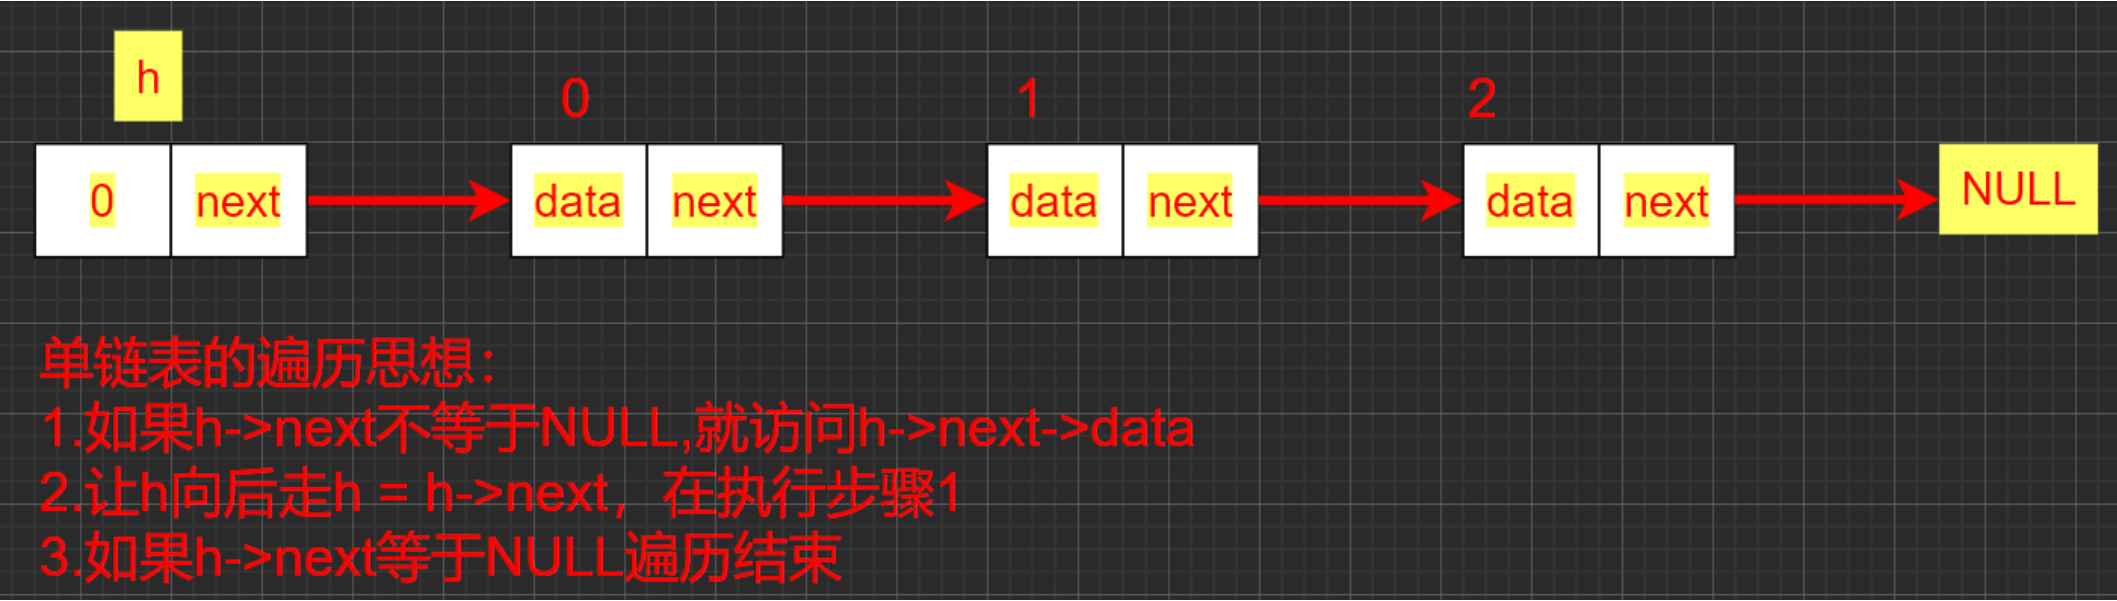 h
0 1 2
0 next data next data next data next NULL
单链表的遍历思想：
1.如果h->next不等于NULL,就访问h->next->data
2.让h向后走h = h->next，在执行步骤1
3.如果h->next等于NULL遍历结束